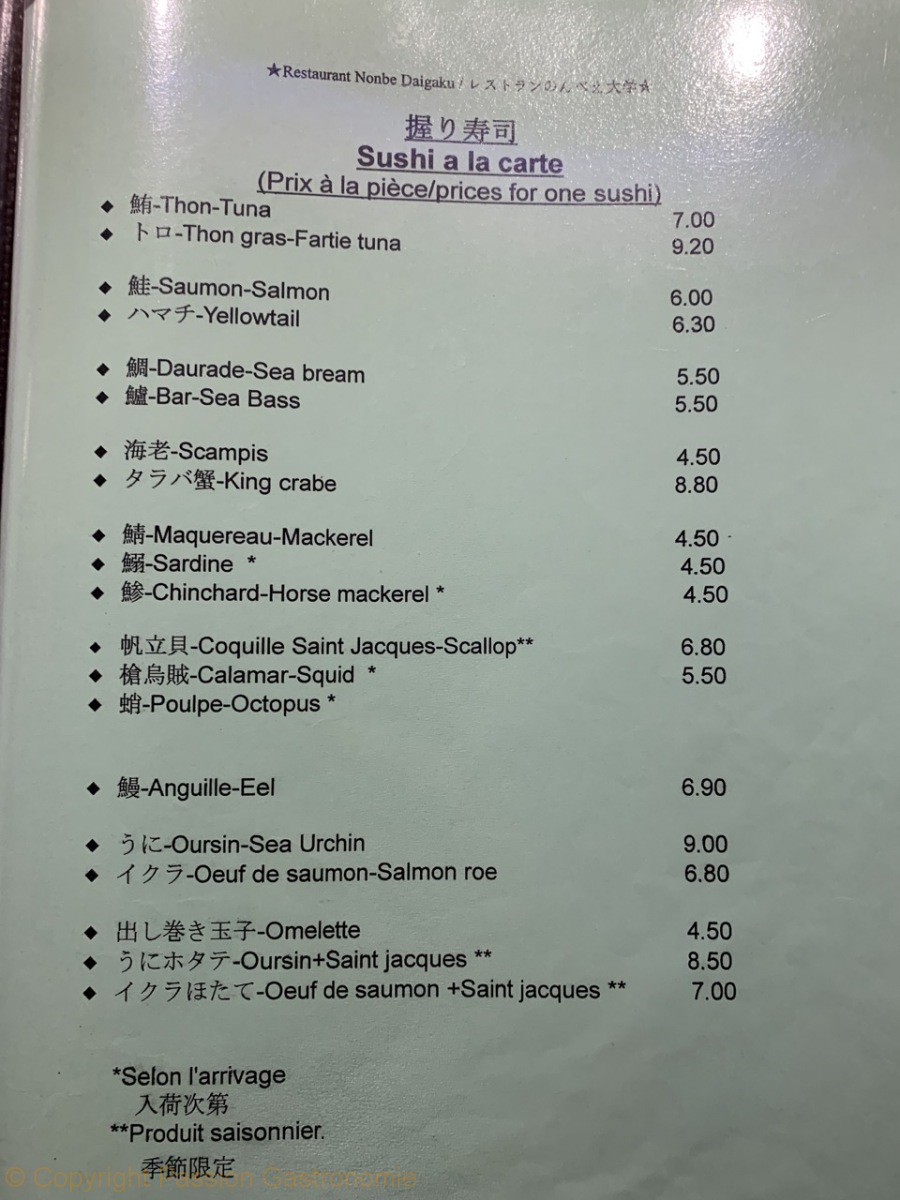 ★Restaurant Nonbe Daigaku / レストランのんべえ大学★
握り寿司
Sushi a la carte
(Prix à la pièce/prices for one sushi)
◆ 鮪-Thon-Tuna 7.00
◆ トロ-Thon gras-Fartie tuna 9.20
◆ 鮭-Saumon-Salmon 6.00
◆ ハマチ-Yellowtail 6.30
◆ 鯛-Daurade-Sea bream 5.50
◆ 鱸-Bar-Sea Bass 5.50
◆ 海老-Scampis 4.50
◆ タラバ蟹-King crabe 8.80
◆ 鯖-Maquereau-Mackerel 4.50
◆ 鰯-Sardine * 4.50
◆ 鯵-Chinchard-Horse mackerel * 4.50
◆ 帆立貝-Coquille Saint Jacques-Scallop** 6.80
◆ 槍烏賊-Calamar-Squid * 5.50
◆ 蛸-Poulpe-Octopus *
◆ 鰻-Anguille-Eel 6.90
◆ うに-Oursin-Sea Urchin 9.00
◆ イクラ-Oeuf de saumon-Salmon roe 6.80
◆ 出し巻き玉子-Omelette 4.50
◆ うにホタテ-Oursin+Saint jacques ** 8.50
◆ イクラほたて-Oeuf de saumon +Saint jacques ** 7.00
*Selon l'arrivage
入荷次第
**Produit saisonnier.
季節限定
© Copyright Passion Gastronomie